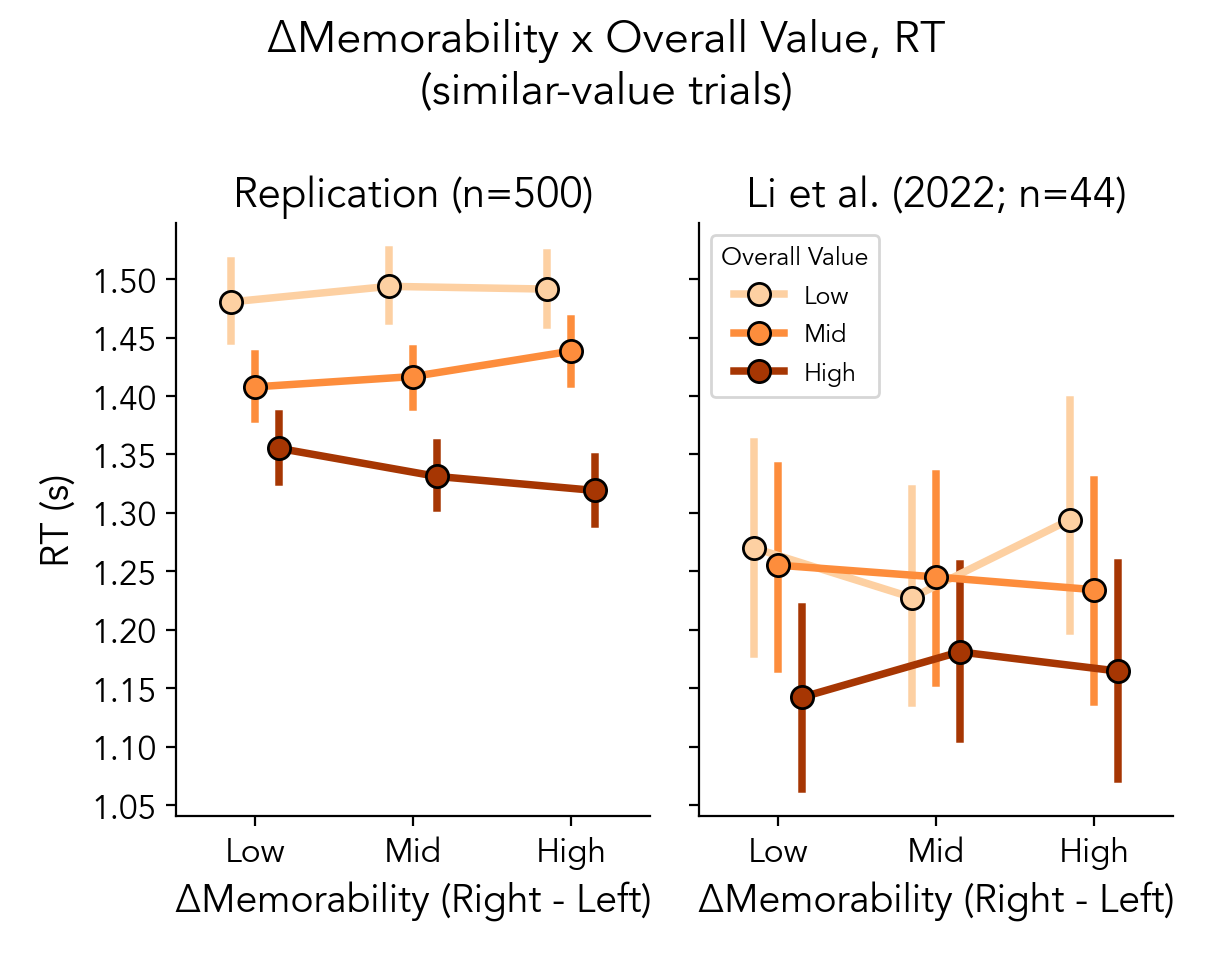 ΔMemorability x Overall Value, RT
(similar-value trials)
Replication (n=500)
Li et al. (2022; n=44)
RT (s)
1.50
1.45
1.40
1.35
1.30
1.25
1.20
1.15
1.10
1.05
Overall Value
Low
Mid
High
Low Mid High
ΔMemorability (Right - Left)
Low Mid High
ΔMemorability (Right - Left)